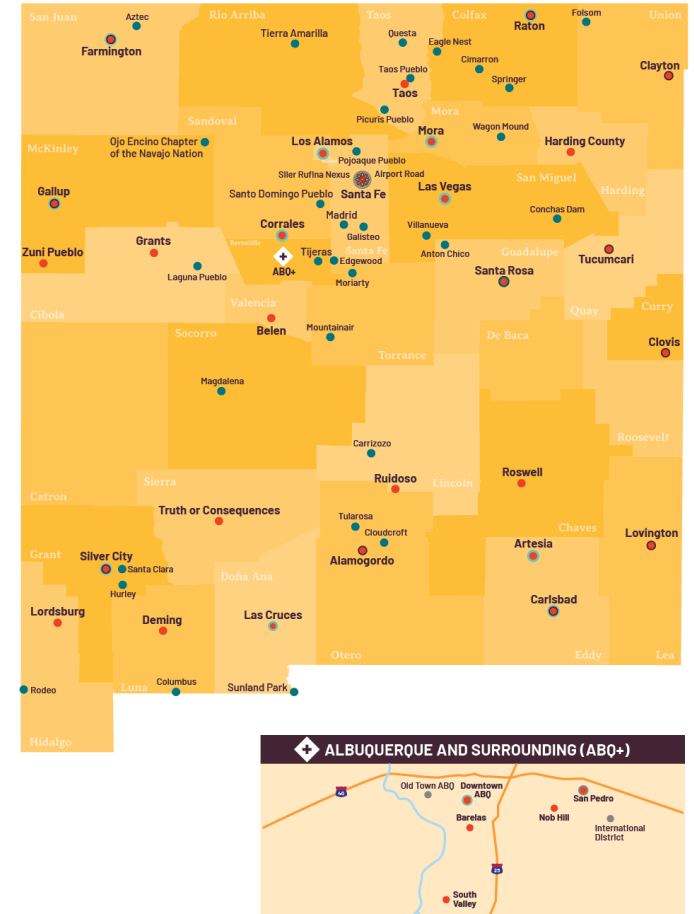 San Juan
Rio Arriba
Taos
Colfax
Union
Aztec
Farmington
Tierra Amarilla
Questa
Eagle Nest
Raton
Folsom
Cimarron
Clayton
Taos Pueblo
Taos
Springer
Picuris Pueblo
Sandoval
Mora
McKinley
Ojo Encino Chapter
of the Navajo Nation
Los Alamos
Mora
Wagon Mound
Harding County
Pojoaque Pueblo
Siler Rufina Nexus
Airport Road
San Miguel
Gallup
Santo Domingo Pueblo
Santa Fe
Las Vegas
Harding
Madrid
Conchas Dam
Corrales
Villanueva
Galisteo
Bernalillo
Santa Fe
Grants
Zuni Pueblo
Tijeras
Edgewood
Anton Chico
Guadalupe
Tucumcari
Laguna Pueblo
ABQ+
Moriarty
Santa Rosa
Valencia
Cibola
Quay
Curry
Belen
Mountainair
Socorro
De Baca
Clovis
Torrance
Magdalena
Roosevelt
Carrizozo
Ruidoso
Roswell
Sierra
Lincoln
Catron
Truth or Consequences
Tularosa
Cloudcroft
Chaves
Lovington
Grant
Silver City
Santa Clara
Alamogordo
Artesia
Doña Ana
Hurley
Lordsburg
Deming
Las Cruces
Carlsbad
Otero
Eddy
Lea
Rodeo
Luna
Columbus
Sunland Park
Hidalgo
ALBUQUERQUE AND SURROUNDING (ABQ+)
40
Old Town ABQ
Downtown
ABQ
San Pedro
Barelas
Nob Hill
International
District
25
South
Valley